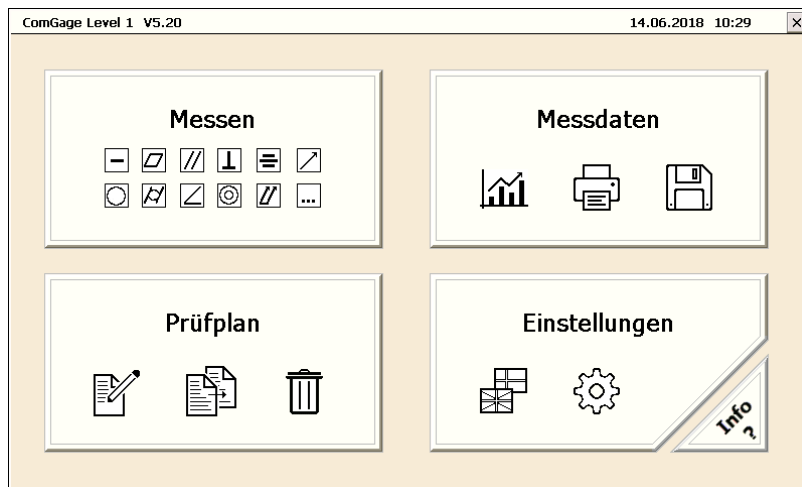 ComGage Level 1 V5.20
14.06.2018 10:29
Messen
...
Messdaten
Prüfplan
Einstellungen
Info
?